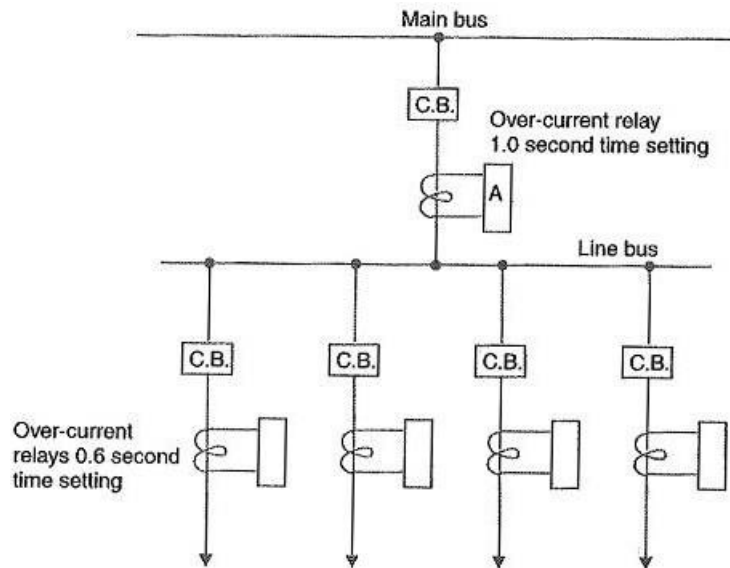 Main bus
C.B.
Over-current relay
1.0 second time setting
A
Line bus
C.B.
C.B.
C.B.
C.B.
Over-current
relays 0.6 second
time setting